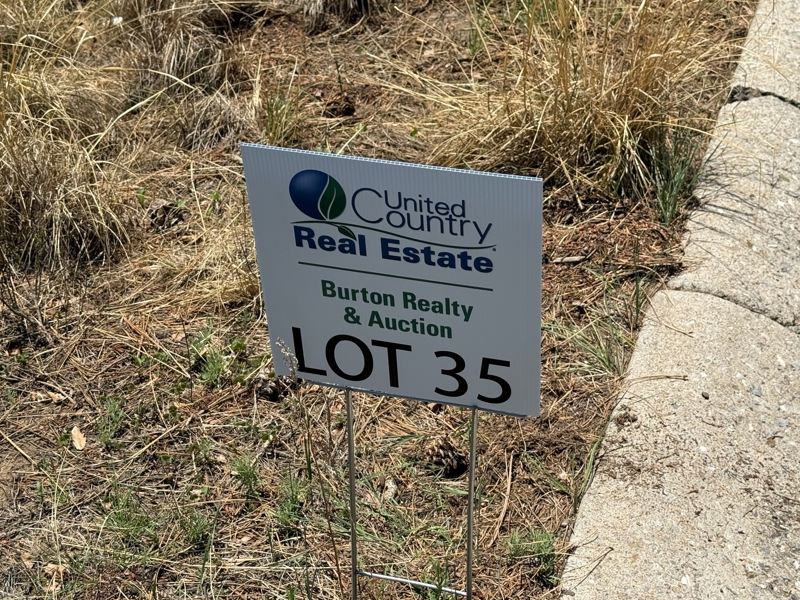 United
Country
Real Estate
Burton Realty
& Auction
LOT 35